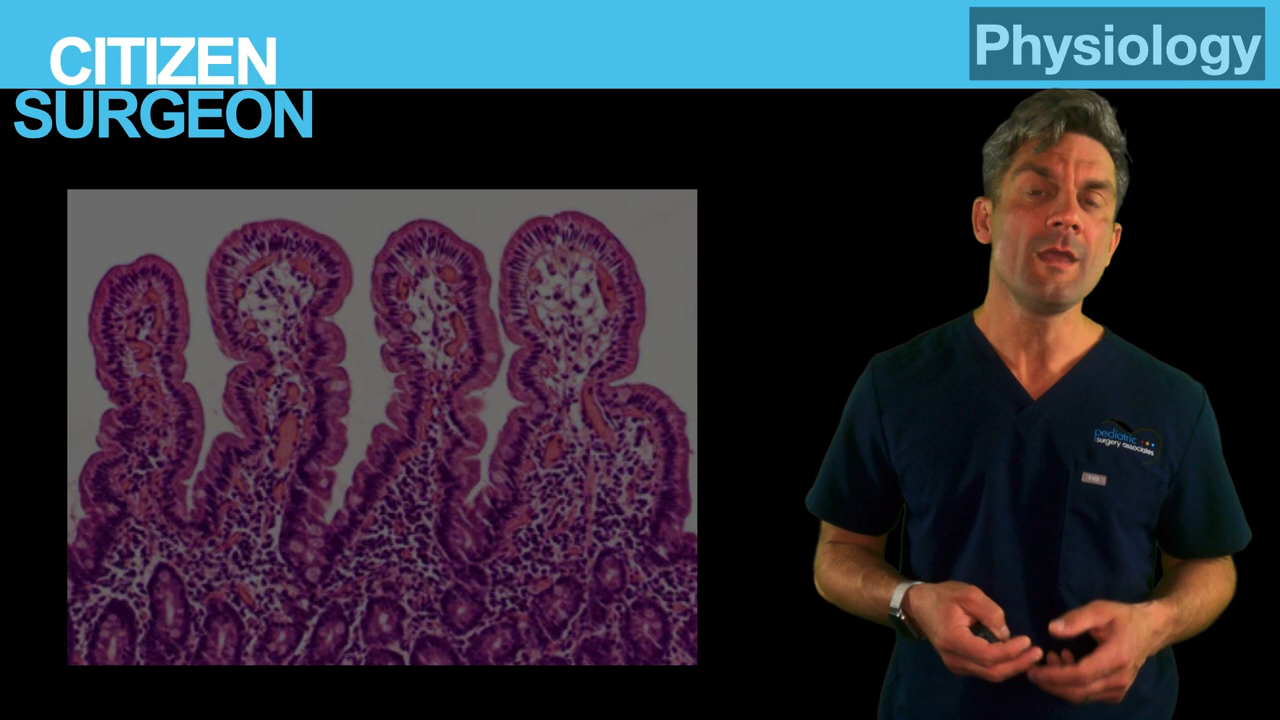 CITIZEN
SURGEON
Physiology
pediatric
surgery associates